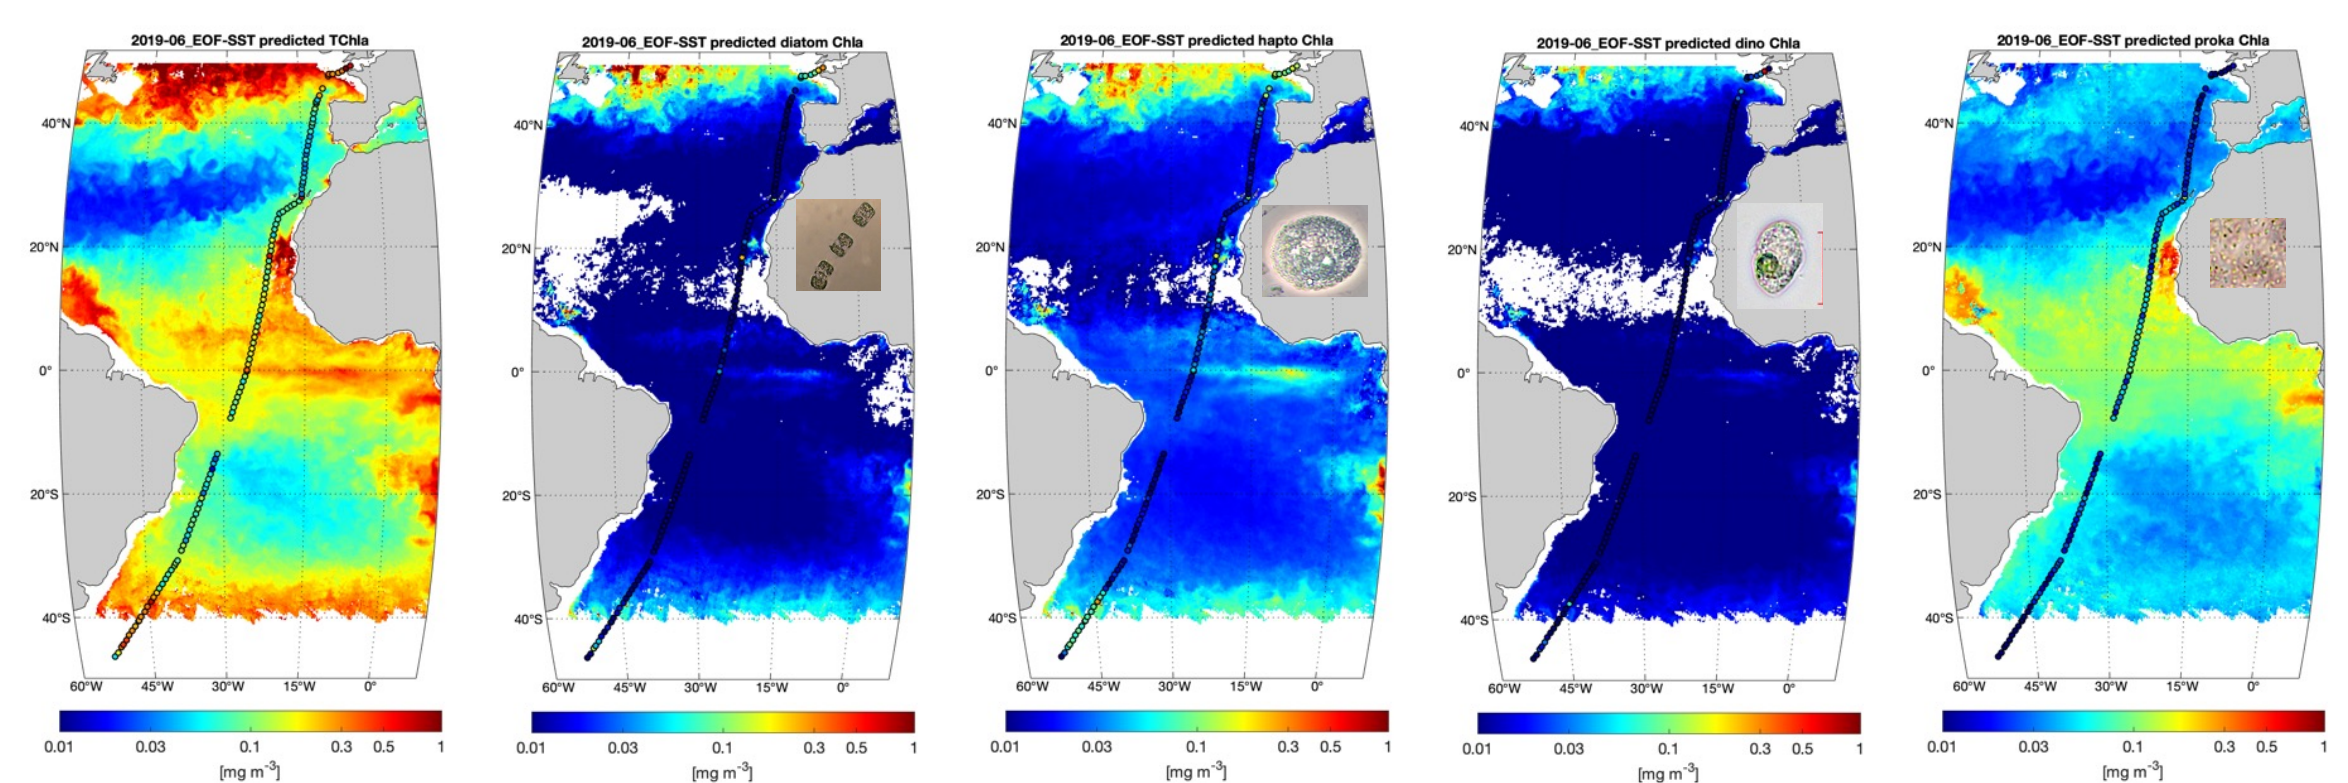 2019-06_EOF-SST predicted TChla
40°N
20°N
0°
20°S
40°S
60°W 45°W 30°W 15°W 0°
0.01 0.03 0.1 0.3 0.5 1
[mg m-3]
2019-06_EOF-SST predicted diatom Chla
40°N
20°N
0°
20°S
40°S
60°W 45°W 30°W 15°W 0°
0.01 0.03 0.1 0.3 0.5 1
[mg m-3]
2019-06_EOF-SST predicted hapto Chla
40°N
20°N
0°
20°S
40°S
60°W 45°W 30°W 15°W 0°
0.01 0.03 0.1 0.3 0.5 1
[mg m-3]
2019-06_EOF-SST predicted dino Chla
40°N
20°N
0°
20°S
40°S
60°W 45°W 30°W 15°W 0°
0.01 0.03 0.1 0.3 0.5 1
[mg m-3]
2019-06_EOF-SST predicted proka Chla
40°N
20°N
0°
20°S
40°S
60°W 45°W 30°W 15°W 0°
0.01 0.03 0.1 0.3 0.5 1
[mg m-3]